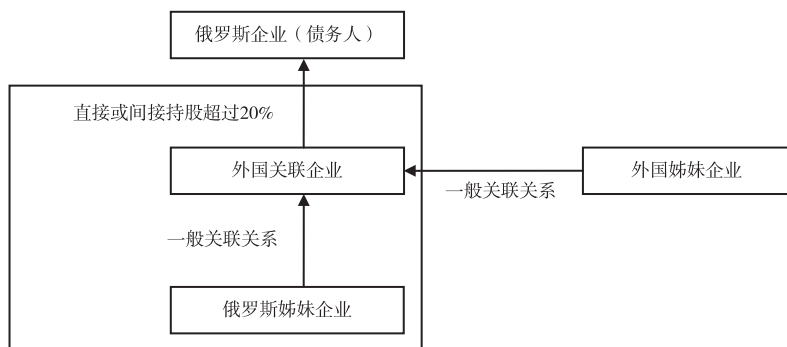 俄罗斯企业（债务人）
直接或间接持股超过20%
外国关联企业
外国姊妹企业
一般关联关系
一般关联关系
俄罗斯姊妹企业